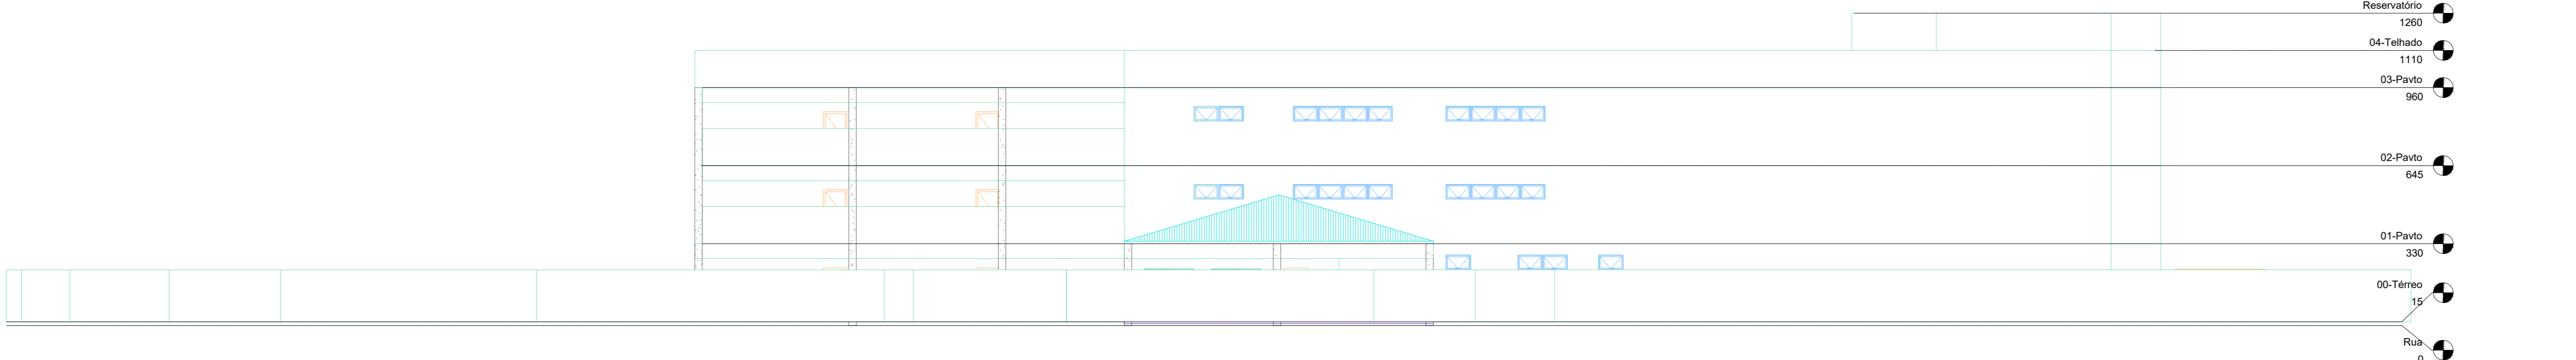 Reservatório
1260
04-Telhado
1110
03-Pavto
960
02-Pavto
645
01-Pavto
330
00-Térreo
15
Rua
0